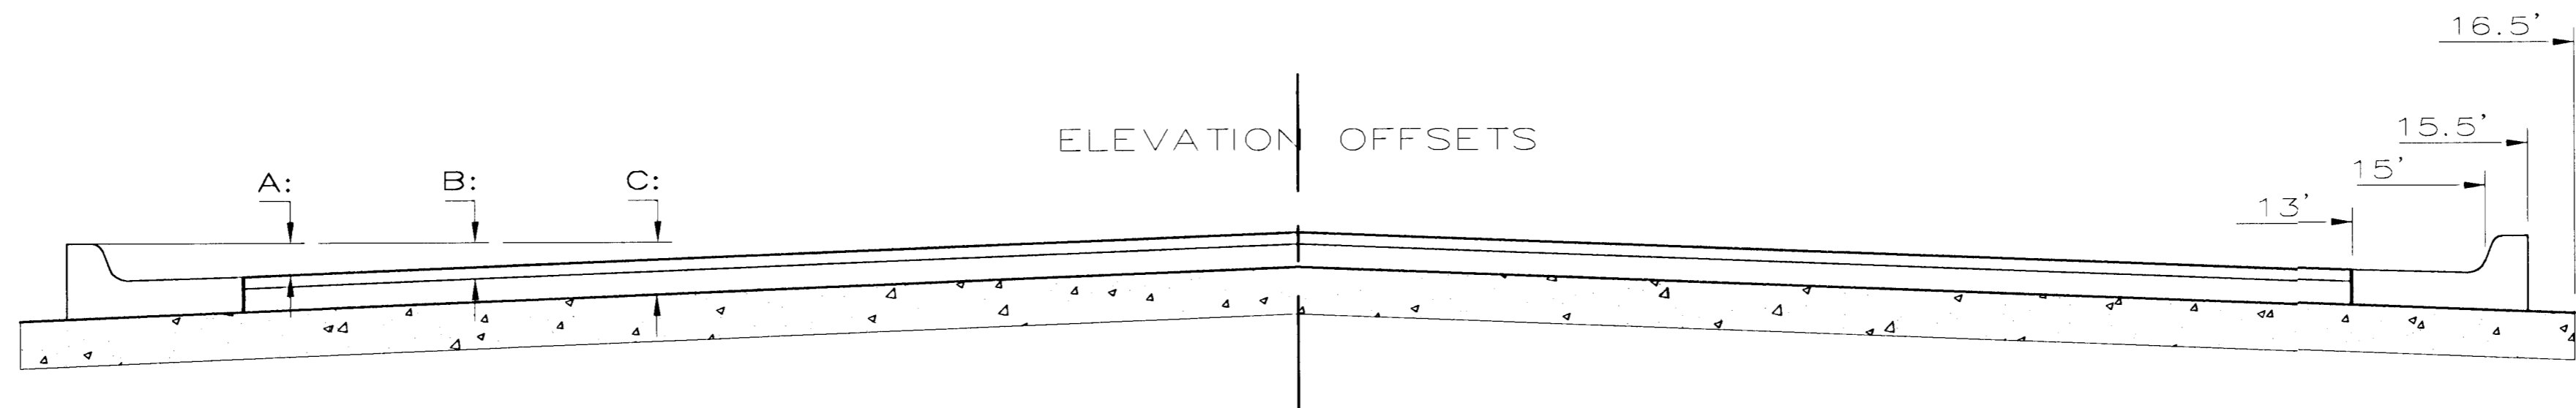 16.5'
ELEVATION OFFSETS
15.5'
15'
A: B: C:
13'